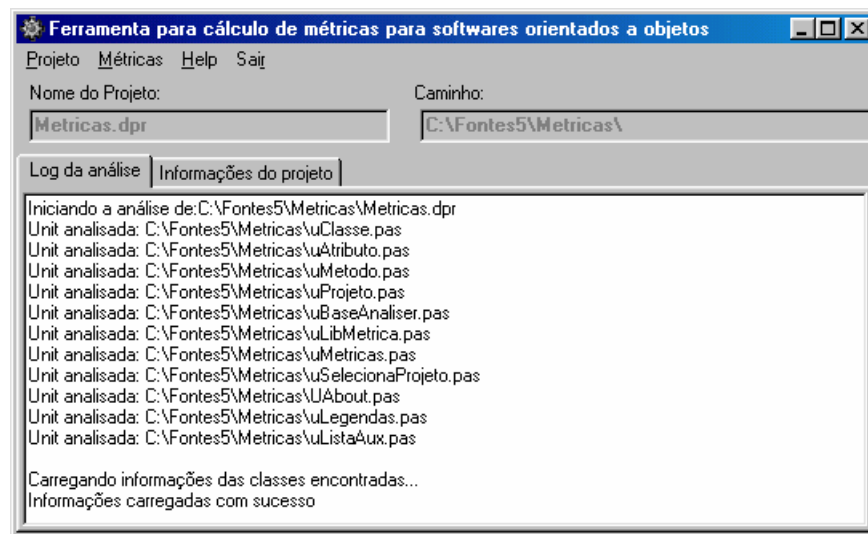 Ferramenta para cálculo de métricas para softwares orientados a objetos
Projeto Métricas Help Sair
Nome do Projeto: Caminho:
Metricas.dpr C:\Fontes5\Metricas\
Log da análise Informações do projeto
Iniciando a análise de:C:\Fontes5\Metricas\Metricas.dpr
Unit analisada: C:\Fontes5\Metricas\uClasse.pas
Unit analisada: C:\Fontes5\Metricas\uAtributo.pas
Unit analisada: C:\Fontes5\Metricas\uMetodo.pas
Unit analisada: C:\Fontes5\Metricas\uProjeto.pas
Unit analisada: C:\Fontes5\Metricas\uBaseAnaliser.pas
Unit analisada: C:\Fontes5\Metricas\uLibMetrica.pas
Unit analisada: C:\Fontes5\Metricas\uMetricas.pas
Unit analisada: C:\Fontes5\Metricas\uSelecionaProjeto.pas
Unit analisada: C:\Fontes5\Metricas\UAbout.pas
Unit analisada: C:\Fontes5\Metricas\uLegendas.pas
Unit analisada: C:\Fontes5\Metricas\uListaAux.pas
Carregando informações das classes encontradas...
Informações carregadas com sucesso